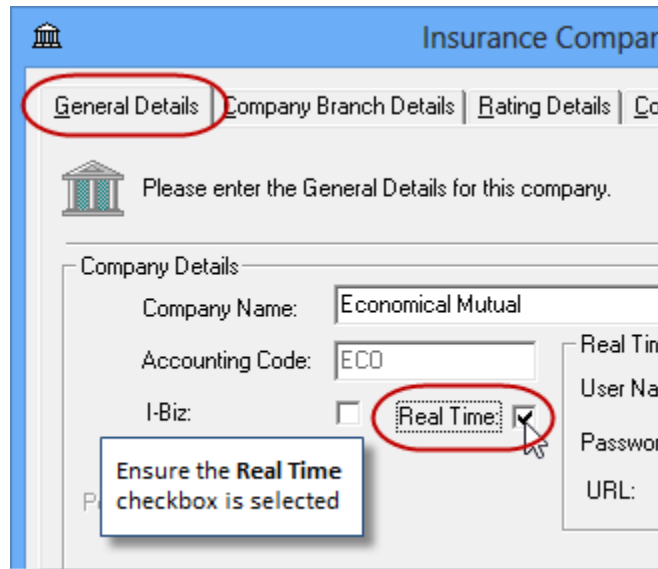 Insurance Compan
General Details
Company Branch Details
Rating Details
Co
Please enter the General Details for this company.
Company Details
Company Name: Economical Mutual
Accounting Code: ECO
I-Biz:
Real Time:
Real Tim
User Na
Passwor
URL:
Ensure the Real Time
checkbox is selected